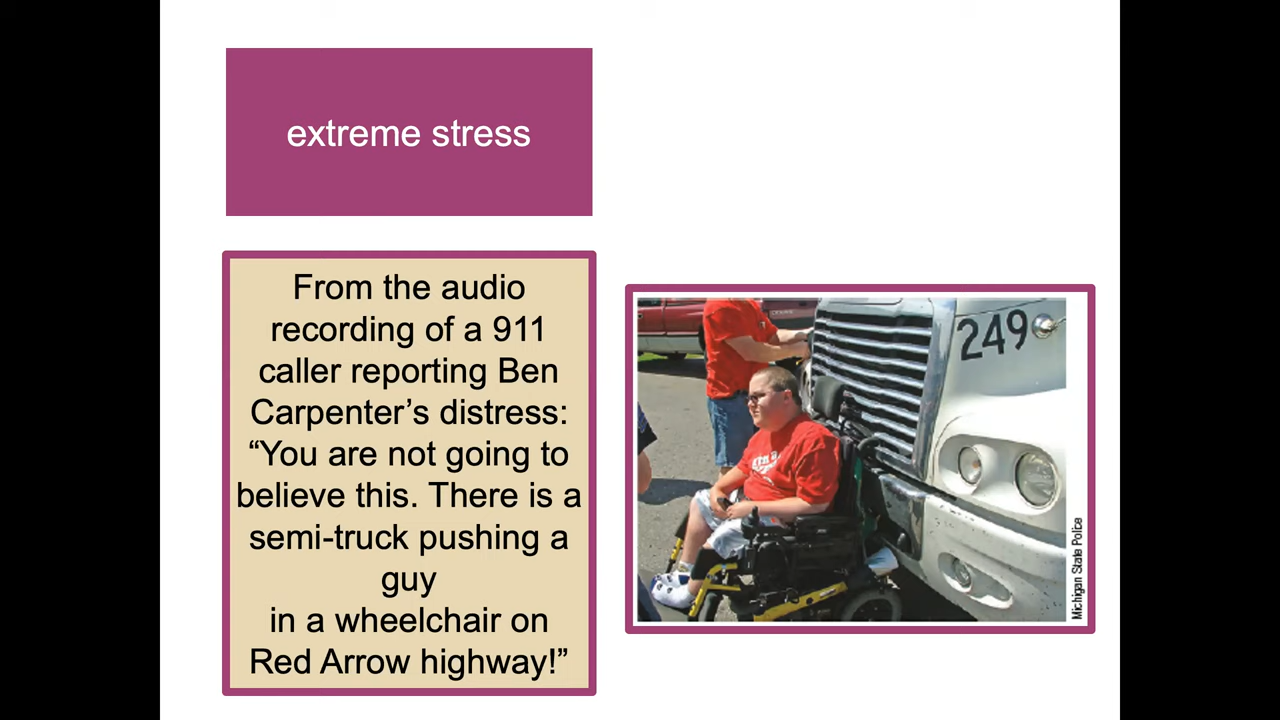 extreme stress
From the audio
recording of a 911
caller reporting Ben
Carpenter’s distress:
“You are not going to
believe this. There is a
semi-truck pushing a
guy
in a wheelchair on
Red Arrow highway!”
249
Michigan State Police